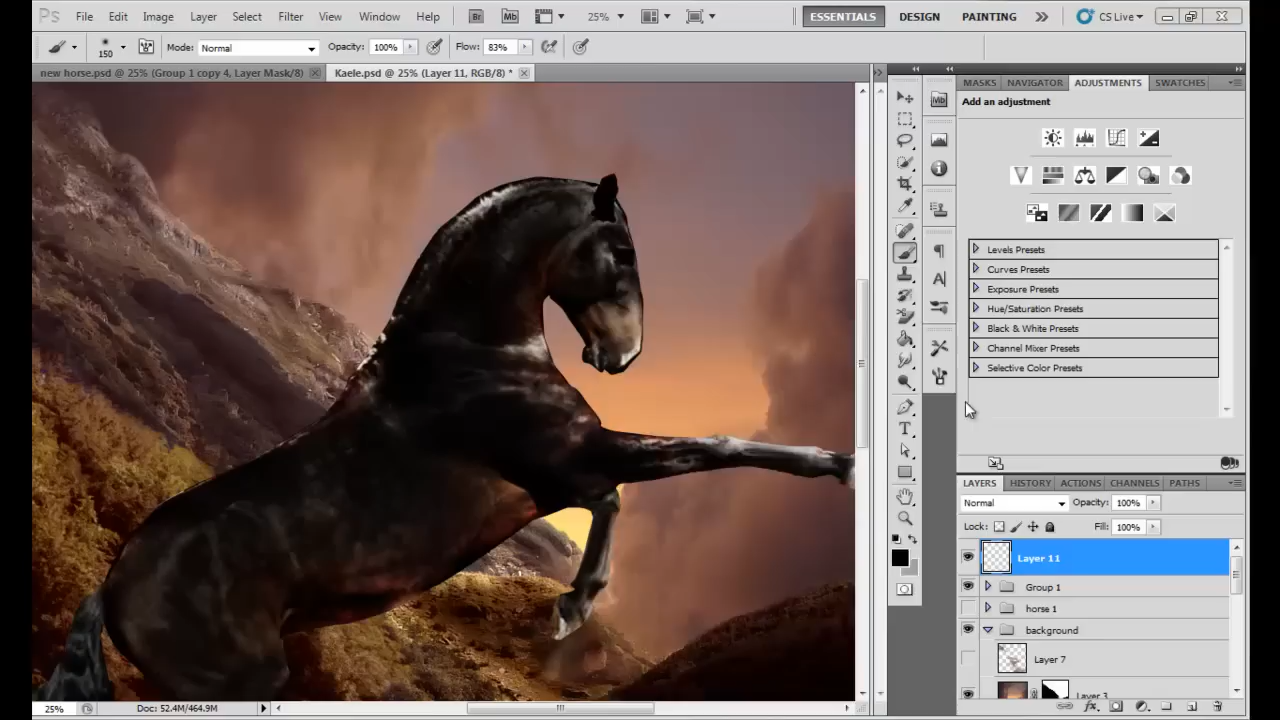 Ps File Edit Image Layer Select Filter View Window Help Br Mb 25% ESSENTIALS DESIGN PAINTING CS Live
150 Mode: Normal Opacity: 100% Flow: 83%
new horse.psd @ 25% (Group 1 copy 4, Layer Mask/8) Kaele.psd @ 25% (Layer 11, RGB/8) *
MASKS NAVIGATOR ADJUSTMENTS SWATCHES
Mb
Add an adjustment
Levels Presets
Curves Presets
Exposure Presets
Hue/Saturation Presets
Black & White Presets
Channel Mixer Presets
Selective Color Presets
LAYERS HISTORY ACTIONS CHANNELS PATHS
Normal Opacity: 100%
Lock: Fill: 100%
Layer 11
Group 1
horse 1
background
Layer 7
Layer 3
25% Doc: 52.4M/464.9M